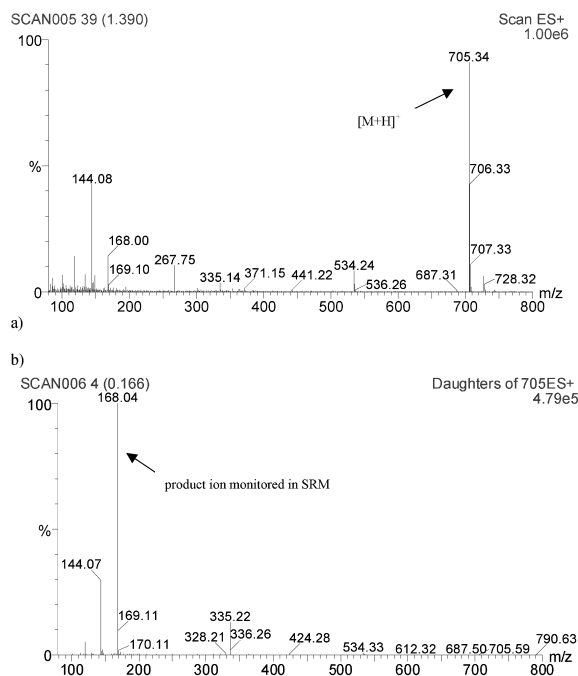 SCAN005 39 (1.390)
Scan ES+
1.00e6
100
705.34
[M+H]+
%
706.33
144.08
168.00
707.33
267.75
534.24
169.10
335.14
371.15
441.22
536.26
687.31
728.32
0
100 200 300 400 500 600 700 800
m/z
a)
b)
SCAN006 4 (0.166)
Daughters of 705ES+
4.79e5
168.04
100
product ion monitored in SRM
%
144.07
169.11
335.22
170.11
328.21
336.26
424.28
534.33
612.32
687.50
705.59
790.63
0
100 200 300 400 500 600 700 800
m/z